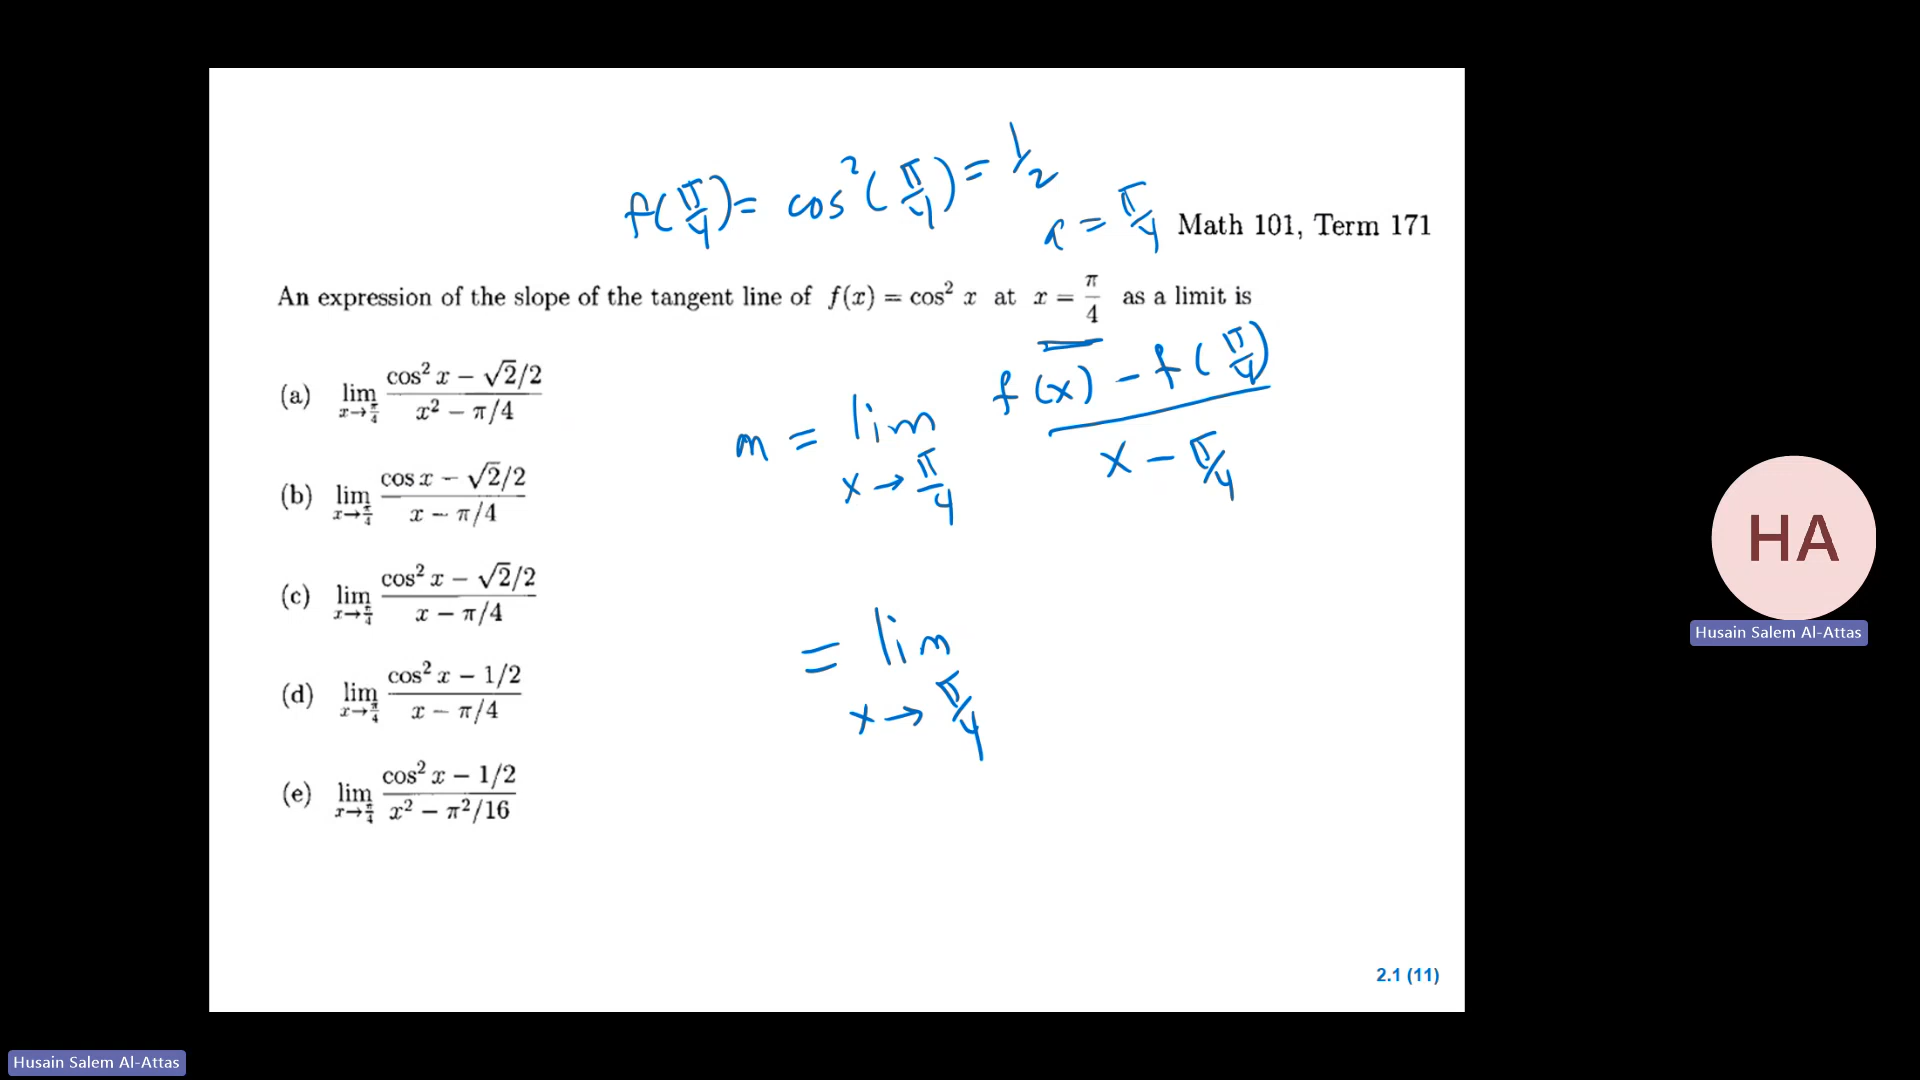 f(π/4) = cos²(π/4) = 1/2
a = π/4
Math 101, Term 171
An expression of the slope of the tangent line of f(x) = cos² x at x = π/4 as a limit is
(a) lim x→π/4 (cos² x − √2/2)/(x² − π/4)
(b) lim x→π/4 (cos x − √2/2)/(x − π/4)
(c) lim x→π/4 (cos² x − √2/2)/(x − π/4)
(d) lim x→π/4 (cos² x − 1/2)/(x − π/4)
(e) lim x→π/4 (cos² x − 1/2)/(x² − π²/16)
m = lim x→π/4 (f(x) − f(π/4))/(x − π/4)
= lim x→π/4
2.1 (11)
HA
Husain Salem Al-Attas
Husain Salem Al-Attas